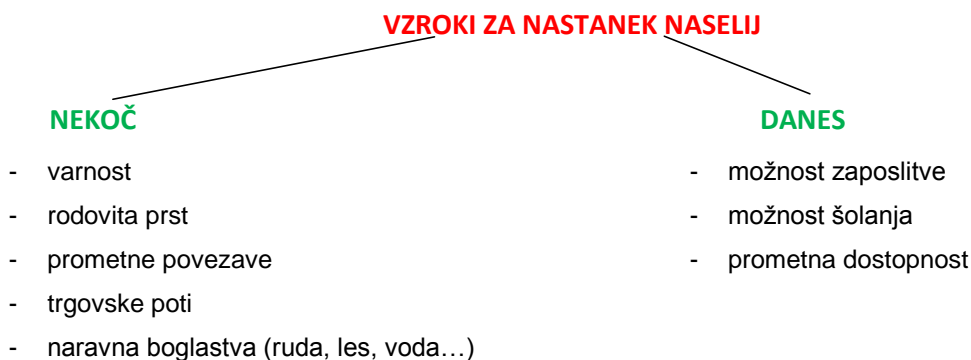 VZROKI ZA NASTANEK NASELIJ
NEKOČ
- varnost
- rodovita prst
- prometne povezave
- trgovske poti
- naravna boglastva (ruda, les, voda…)
DANES
- možnost zaposlitve
- možnost šolanja
- prometna dostopnost